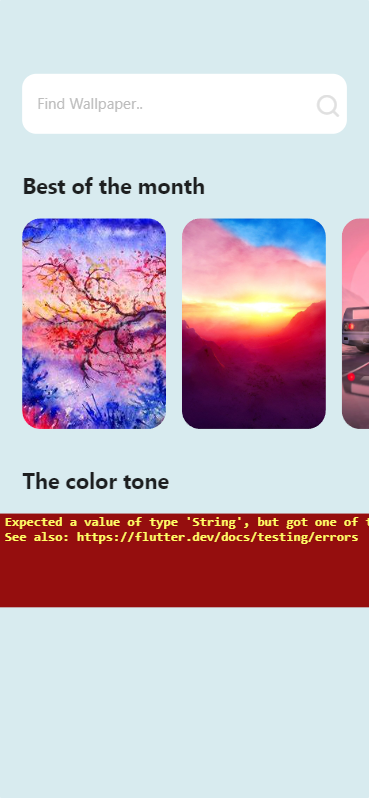 Find Wallpaper..
Best of the month
The color tone
Expected a value of type 'String', but got one of
See also: https://flutter.dev/docs/testing/errors